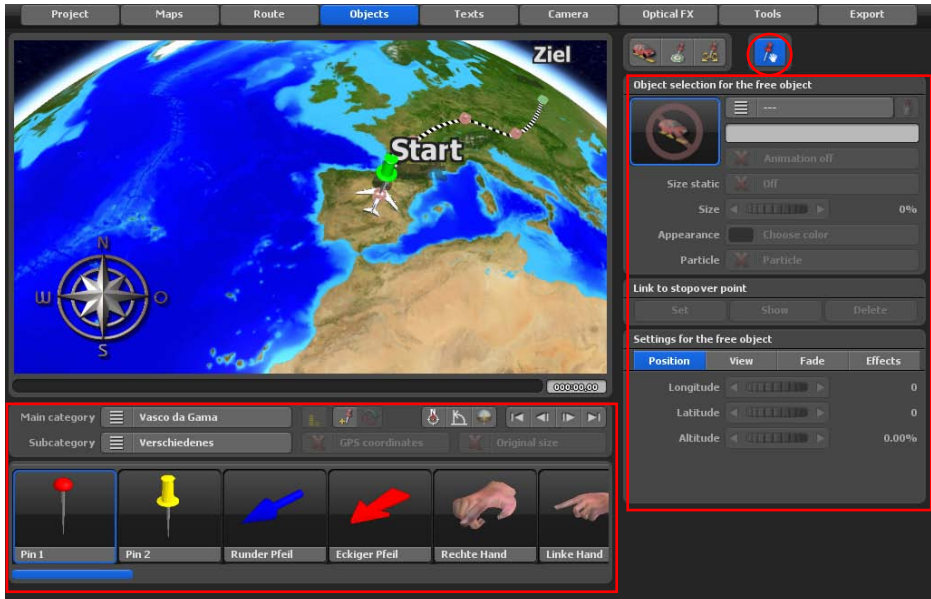 Project Maps Route Objects Texts Camera Optical FX Tools Export
Ziel
Start
N
W O
S
000:00,00
Object selection for the free object
---
Animation off
Size static Off
Size 0%
Appearance Choose color
Particle Particle
Link to stopover point
Set Show Delete
Settings for the free object
Position View Fade Effects
Longitude 0
Latitude 0
Altitude 0.00%
Main category Vasco da Gama
Subcategory Verschiedenes GPS coordinates Original size
Pin 1 Pin 2 Runder Pfeil Eckiger Pfeil Rechte Hand Linke Hand